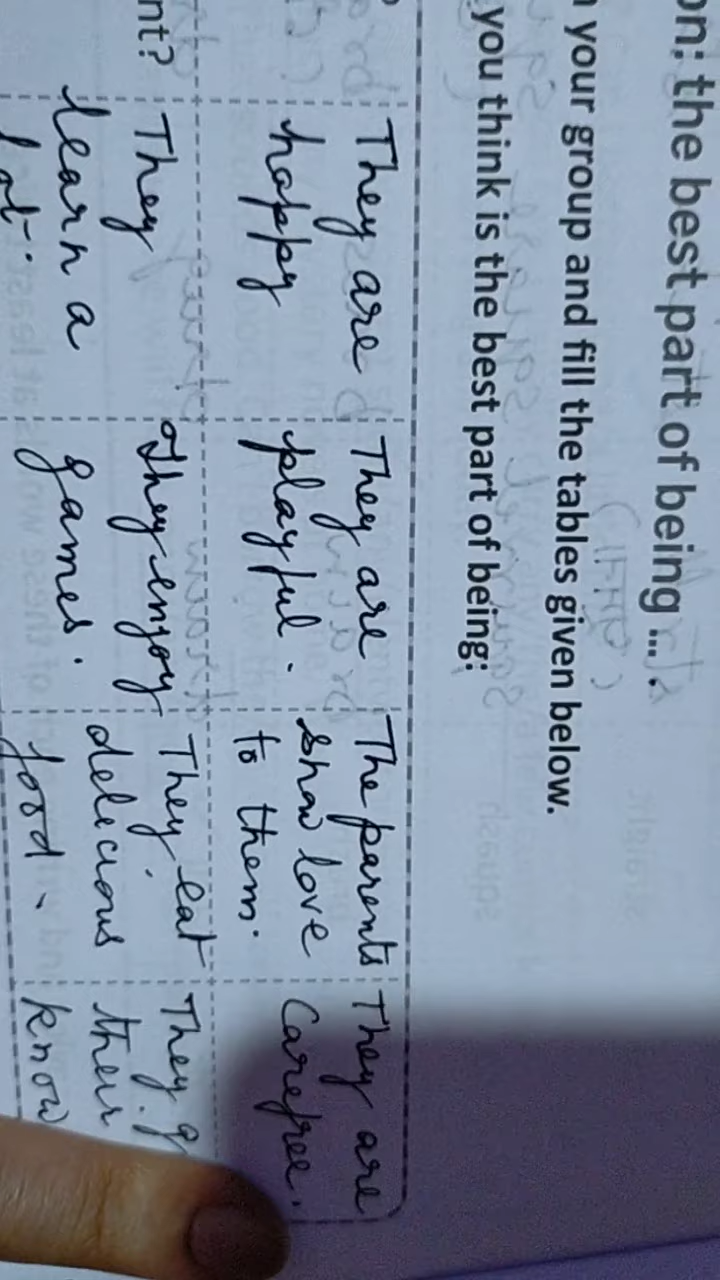 on: the best part of being ....
your group and fill the tables given below.
you think is the best part of being:
They are happy
They are playful.
The parents show love to them.
They are Carefree.
nt?
They learn a lot.
They enjoy games.
They eat delicious food.
They their know